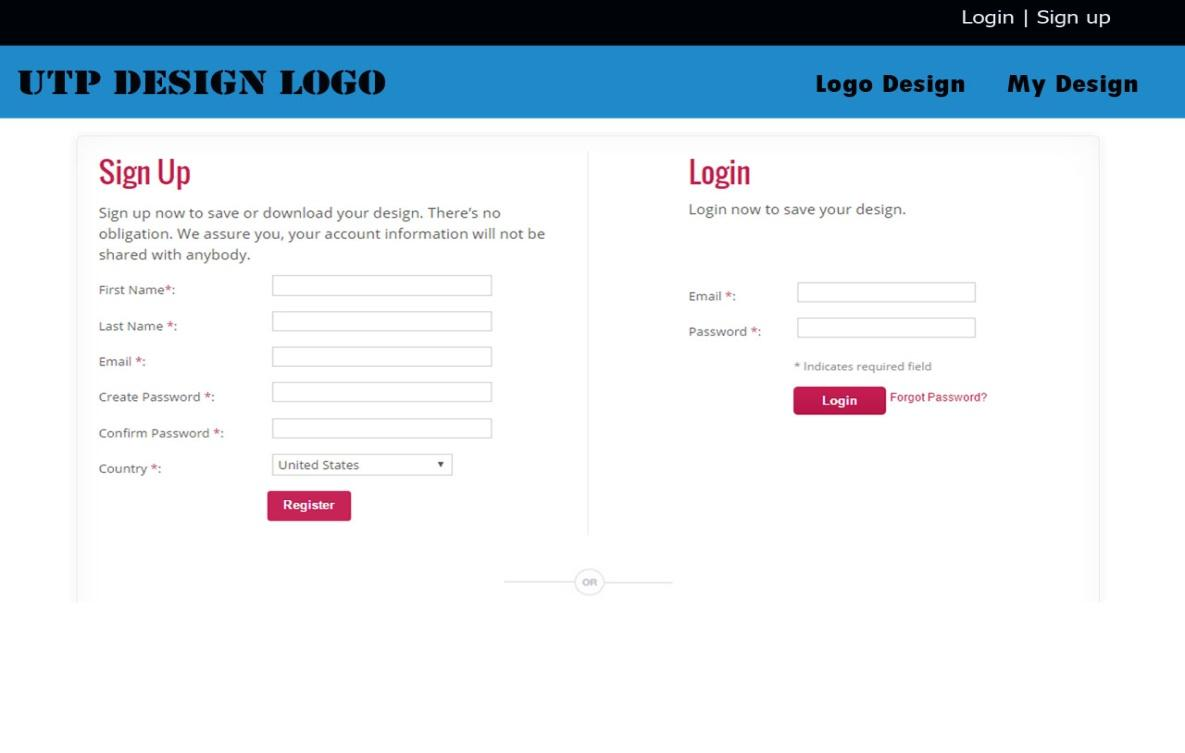 Login | Sign up
UTP DESIGN LOGO
Logo Design
My Design
Sign Up
Sign up now to save or download your design. There's no
obligation. We assure you, your account information will not be
shared with anybody.
First Name*:
Last Name *:
Email *:
Create Password *:
Confirm Password *:
Country *:
United States
Register
Login
Login now to save your design.
Email *:
Password *:
* Indicates required field
Login
Forgot Password?
OR